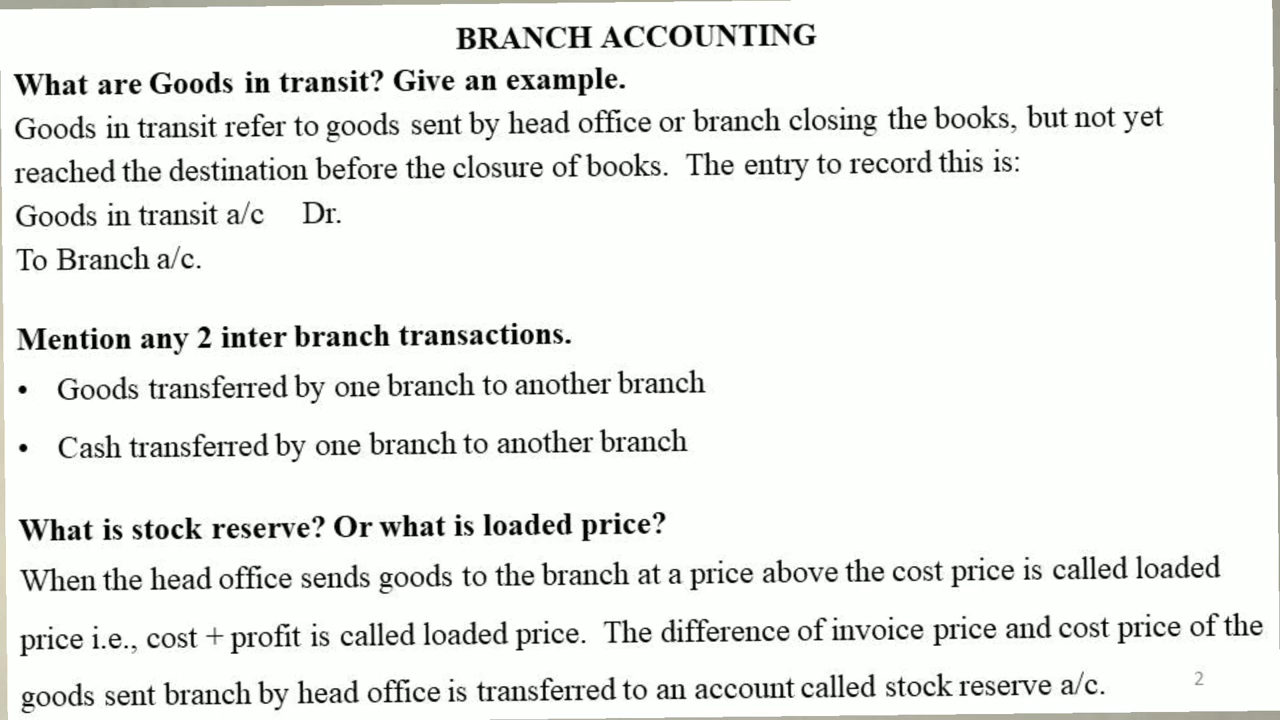 BRANCH ACCOUNTING
What are Goods in transit? Give an example.
Goods in transit refer to goods sent by head office or branch closing the books, but not yet
reached the destination before the closure of books. The entry to record this is:
Goods in transit a/c Dr.
To Branch a/c.
Mention any 2 inter branch transactions.
• Goods transferred by one branch to another branch
• Cash transferred by one branch to another branch
What is stock reserve? Or what is loaded price?
When the head office sends goods to the branch at a price above the cost price is called loaded
price i.e., cost + profit is called loaded price. The difference of invoice price and cost price of the
goods sent branch by head office is transferred to an account called stock reserve a/c.
2